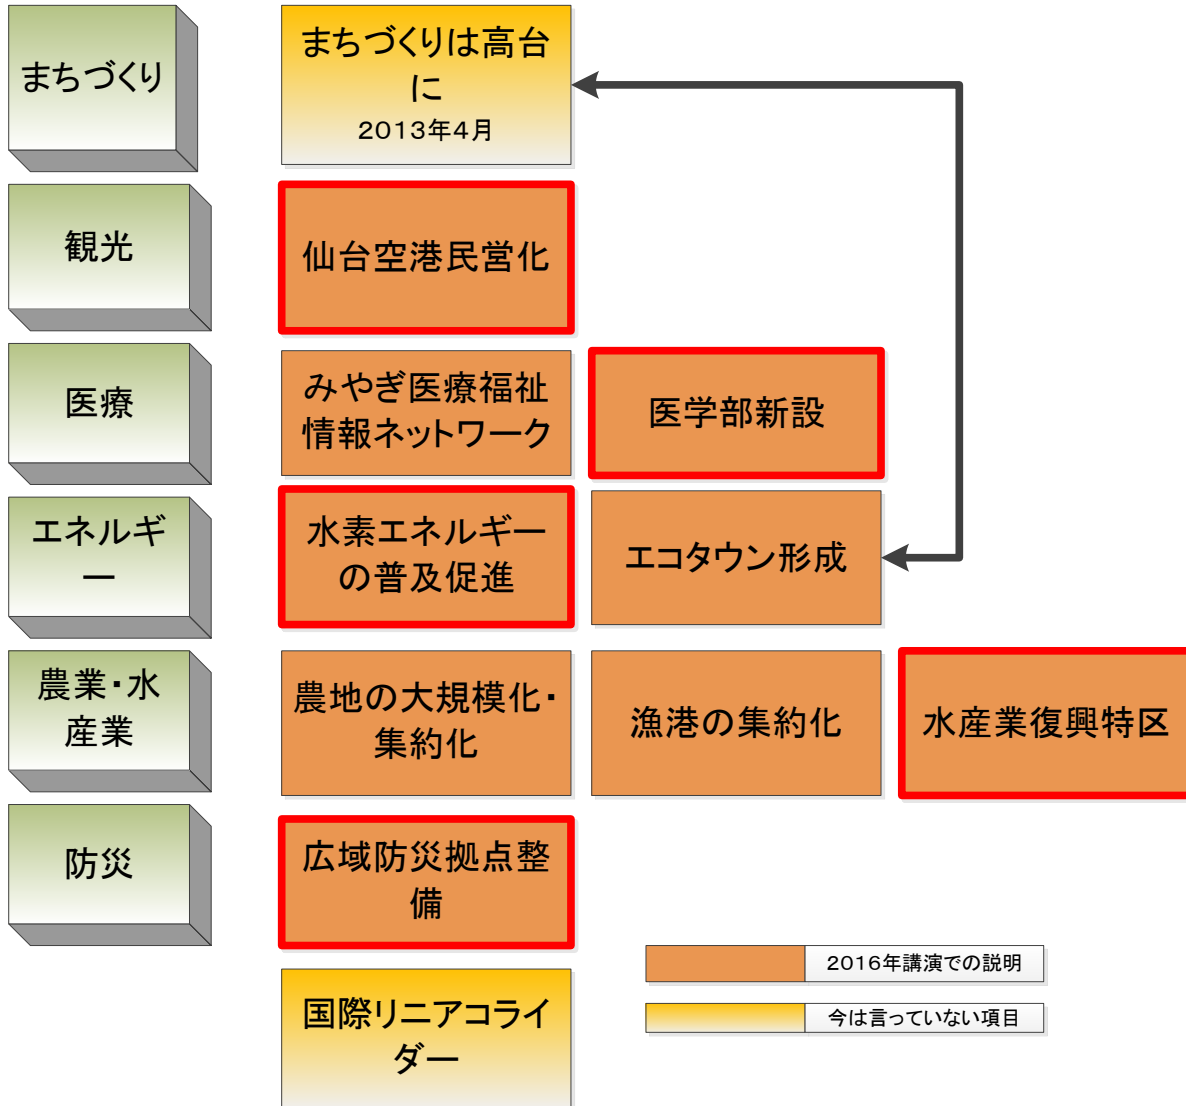 まちづくり
まちづくりは高台
に
2013年4月
観光
仙台空港民営化
医療
みやぎ医療福祉
情報ネットワーク
医学部新設
エネルギ
ー
水素エネルギー
の普及促進
エコタウン形成
農業・水
産業
農地の大規模化・
集約化
漁港の集約化
水産業復興特区
防災
広域防災拠点整
備
国際リニアコライ
ダー
2016年講演での説明
今は言っていない項目